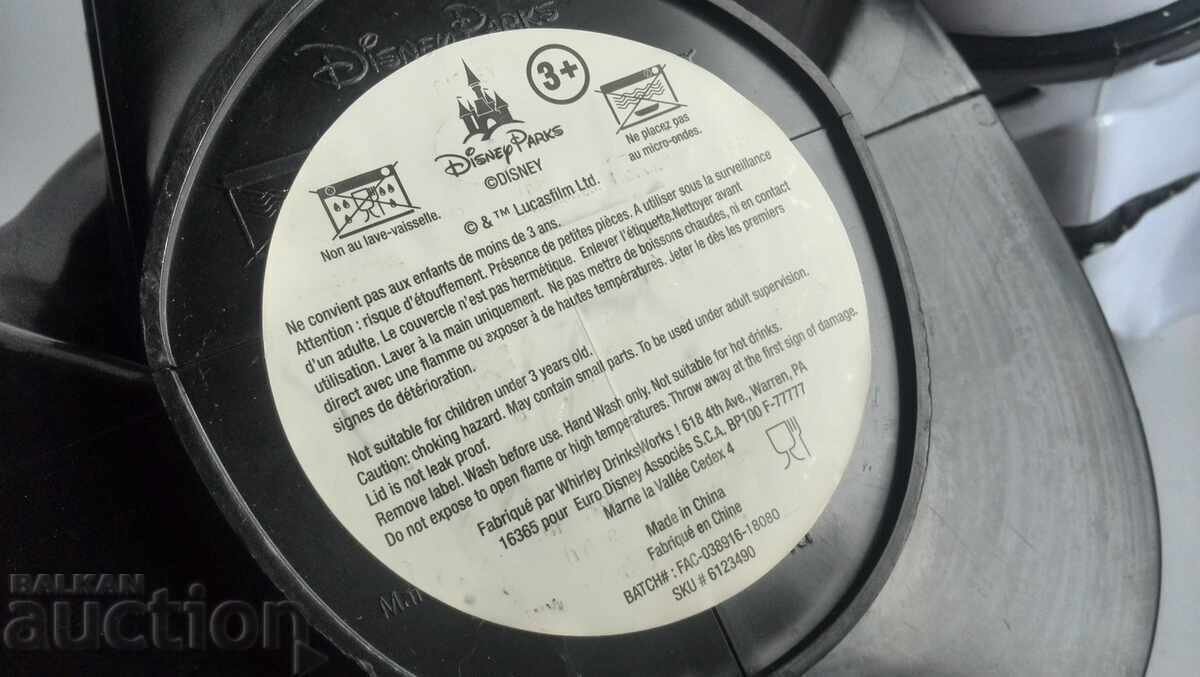 DISNEY PARKS
3+
DISNEY PARKS
©DISNEY
© & ™ Lucasfilm Ltd.
Non au lave-vaisselle.
Ne placez pas
au micro-ondes.
Ne convient pas aux enfants de moins de 3 ans.
Attention : risque d'étouffement. Présence de petites pièces. A utiliser sous la surveillance
d'un adulte. Le couvercle n'est pas hermétique. Enlever l'étiquette.Nettoyer avant
utilisation. Laver à la main uniquement. Ne pas mettre de boissons chaudes, ni en contact
direct avec une flamme ou exposer à de hautes températures. Jeter le dès les premiers
signes de détérioration.
Not suitable for children under 3 years old.
Caution: choking hazard. May contain small parts. To be used under adult supervision.
Lid is not leak proof.
Remove label. Wash before use. Hand Wash only. Not suitable for hot drinks.
Do not expose to open flame or high temperatures. Throw away at the first sign of damage.
Fabriqué par Whirley DrinksWorks ! 618 4th Ave., Warren, PA
16365 pour Euro Disney Associés S.C.A. BP100 F-77777
Marne la Vallée Cedex 4
Made in China
Fabriqué en Chine
BATCH# : FAC-038916-18080
SKU # 6123490
BALKAN
auction